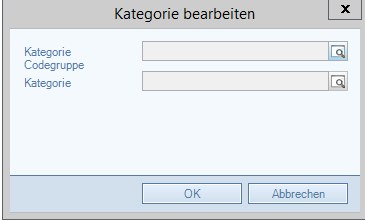 Kategorie bearbeiten
x
Kategorie
Codegruppe
Kategorie
OK
Abbrechen